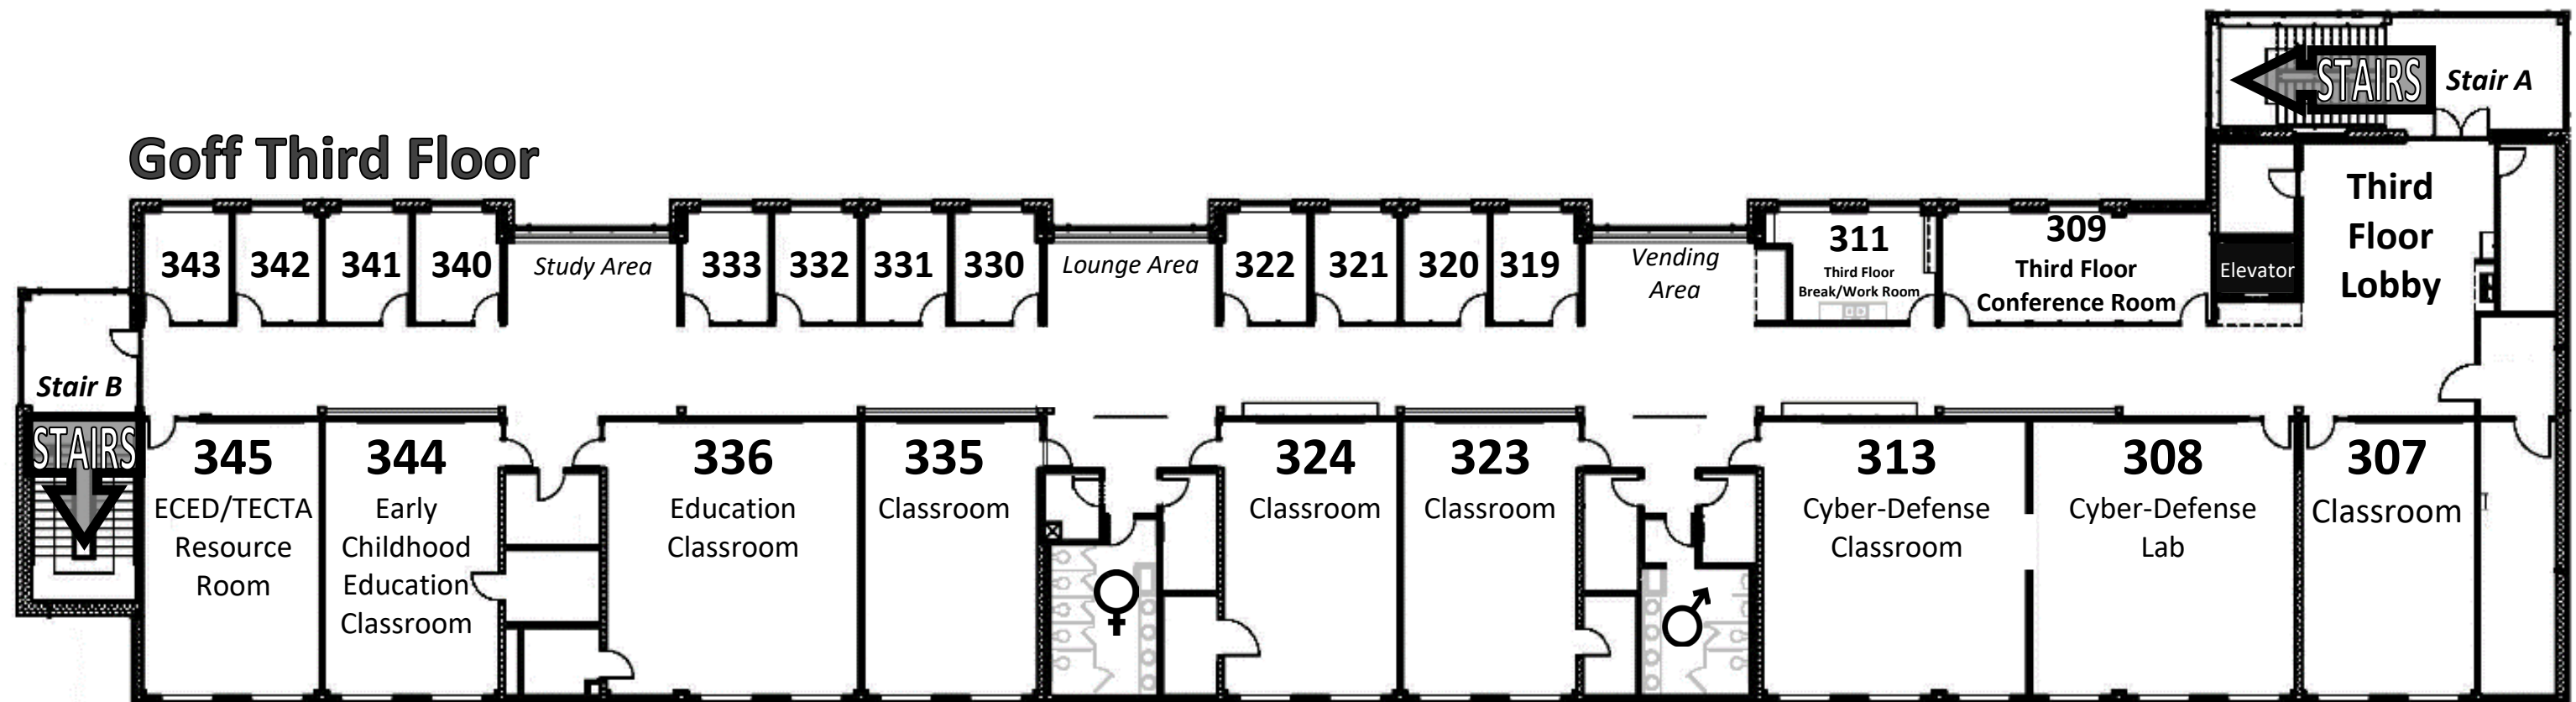 STAIRS
Stair A
Goff Third Floor
343
342
341
340
Study Area
333
332
331
330
Lounge Area
322
321
320
319
Vending
Area
311
Third Floor
Break/Work Room
309
Third Floor
Conference Room
Elevator
Third
Floor
Lobby
Stair B
STAIRS
345
ECED/TECTA
Resource
Room
344
Early
Childhood
Education
Classroom
336
Education
Classroom
335
Classroom
324
Classroom
323
Classroom
313
Cyber-Defense
Classroom
308
Cyber-Defense
Lab
307
Classroom